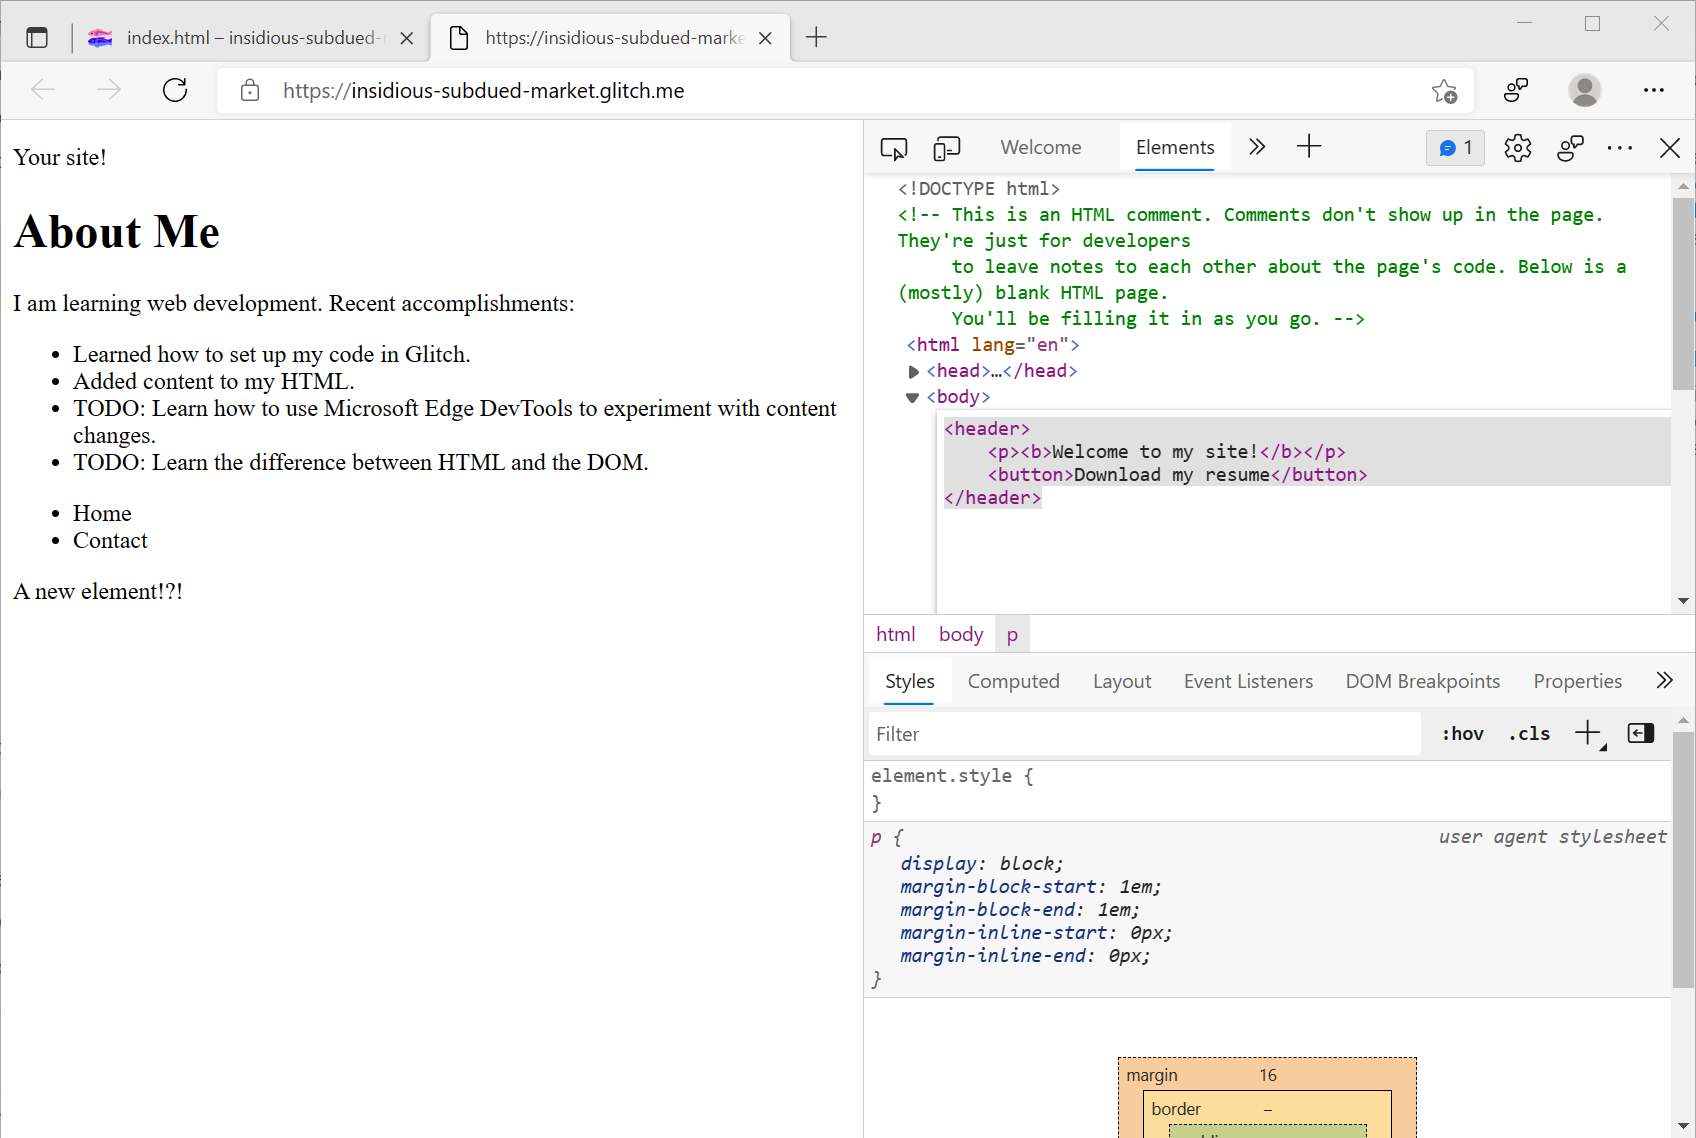 index.html – insidious-subdued-
https://insidious-subdued-marke
https://insidious-subdued-market.glitch.me
Your site!
About Me
I am learning web development. Recent accomplishments:
• Learned how to set up my code in Glitch.
• Added content to my HTML.
• TODO: Learn how to use Microsoft Edge DevTools to experiment with content
changes.
• TODO: Learn the difference between HTML and the DOM.
• Home
• Contact
A new element!?!
Welcome Elements 1
<!DOCTYPE html>
<!-- This is an HTML comment. Comments don't show up in the page.
They're just for developers
to leave notes to each other about the page's code. Below is a
(mostly) blank HTML page.
You'll be filling it in as you go. -->
<html lang="en">
<head>…</head>
<body>
<header>
<p><b>Welcome to my site!</b></p>
<button>Download my resume</button>
</header>
html body p
Styles Computed Layout Event Listeners DOM Breakpoints Properties
Filter :hov .cls
element.style {
}
p { user agent stylesheet
display: block;
margin-block-start: 1em;
margin-block-end: 1em;
margin-inline-start: 0px;
margin-inline-end: 0px;
}
margin 16
border –